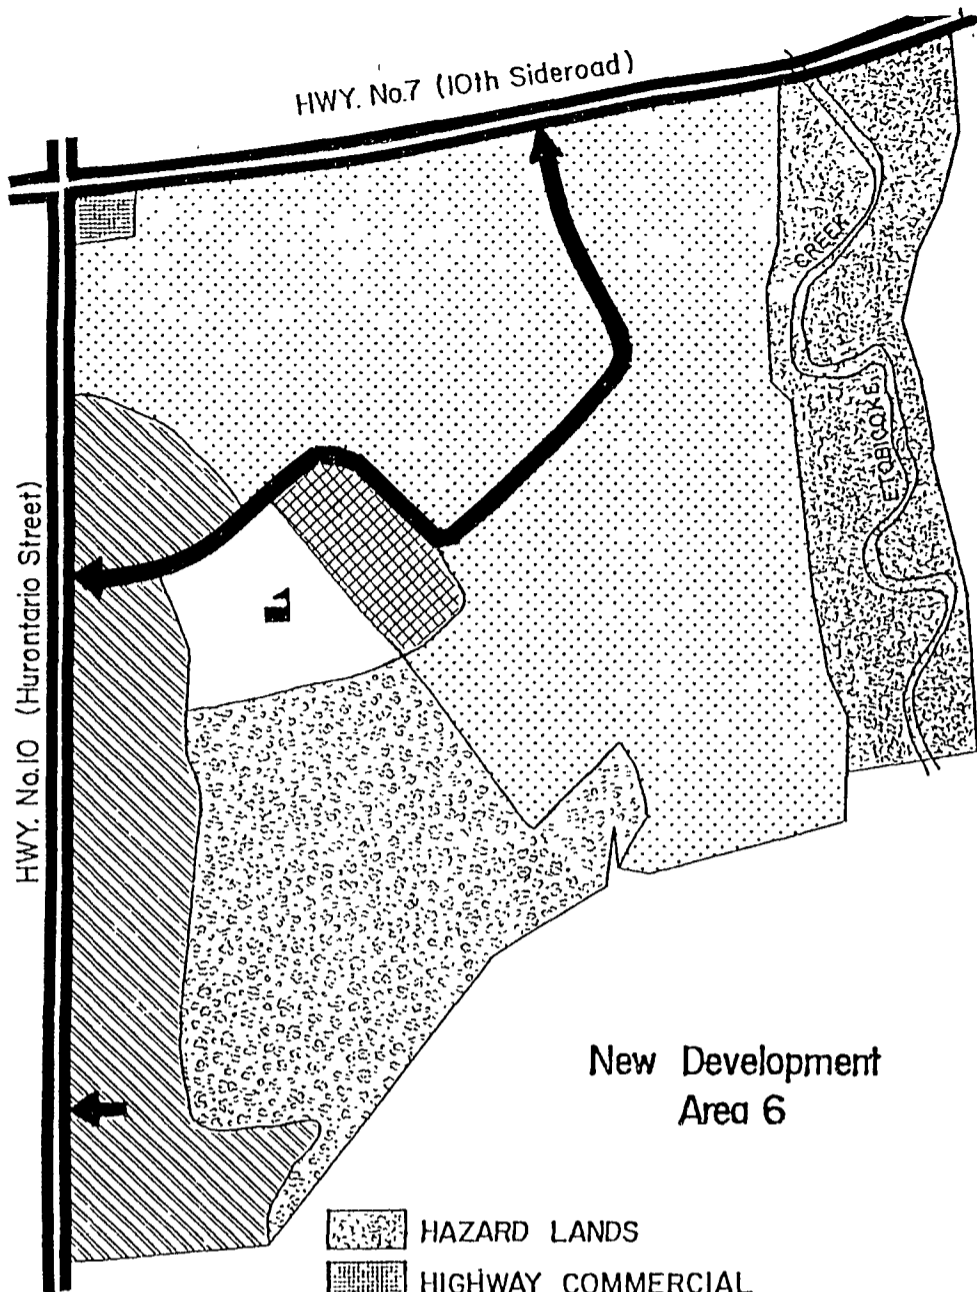 HWY. No.7 (10th Sideroad)
HWY. No.10 (Hurontario Street)
ETOBICOKE
CREEK
New Development
Area 6
HAZARD LANDS
HIGHWAY COMMERCIAL